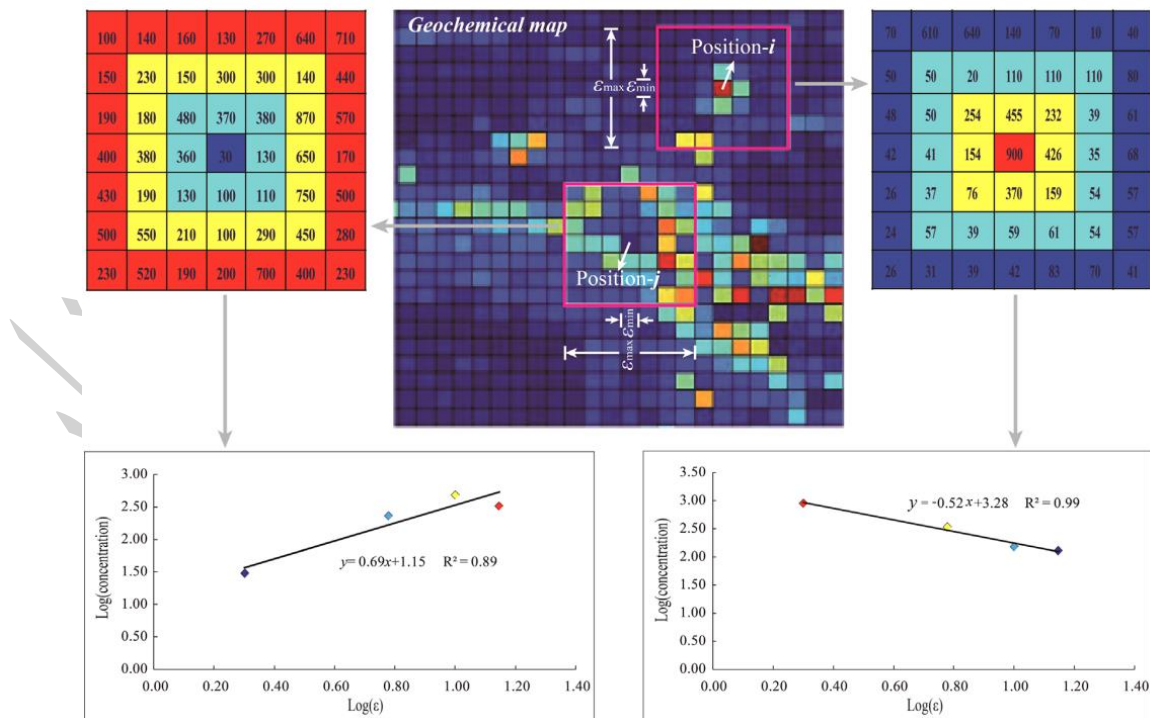 100 140 160 130 270 640 710
150 230 150 300 300 140 440
190 180 480 370 380 870 570
400 380 360 30 130 650 170
430 190 130 100 110 750 500
500 550 210 100 290 450 280
230 520 190 200 700 400 230
Geochemical map
Position-i
εmax εmin
Position-j
εmin
εmax
70 610 640 140 70 10 40
50 50 20 110 110 110 80
48 50 254 455 232 39 61
42 41 154 900 426 35 68
26 37 76 370 159 54 57
24 57 39 59 61 54 57
26 31 39 42 83 70 41
Log(concentration)
3.00
2.50
2.00
1.50
1.00
0.50
0.00
y=0.69x+1.15 R² = 0.89
0.00 0.20 0.40 0.60 0.80 1.00 1.20 1.40
Log(ε)
Log(concentration)
3.50
3.00
2.50
2.00
1.50
1.00
0.50
0.00
y = -0.52x+3.28 R² = 0.99
0.00 0.20 0.40 0.60 0.80 1.00 1.20 1.40
Log(ε)